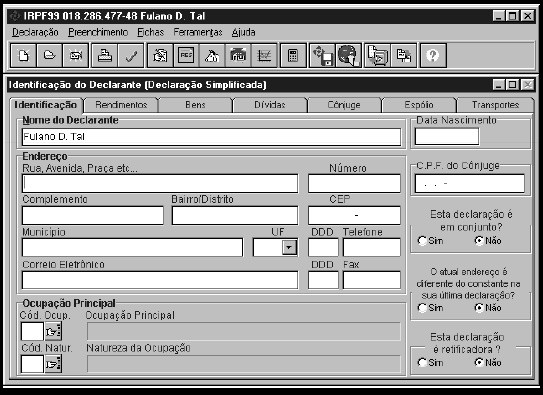 IRPF99 018.286.477-48 Fulano D. Tal
Declaração Preenchimento Fichas Ferramentas Ajuda
Identificação do Declarante (Declaração Simplificada)
Identificação Rendimentos Bens Dívidas Cônjuge Espólio Transportes
Nome do Declarante
Fulano D. Tal
Data Nascimento
Endereço
Rua, Avenida, Praça etc... Número
C.P.F. do Cônjuge
. . -
Complemento Bairro/Distrito CEP
-
Esta declaração é
em conjunto?
Sim Não
Município UF DDD Telefone
Correio Eletrônico DDD Fax
O atual endereço é
diferente do constante na
sua última declaração?
Sim Não
Ocupação Principal
Cód. Ocup. Ocupação Principal
Cód. Natur. Natureza da Ocupação
Esta declaração
é retificadora ?
Sim Não